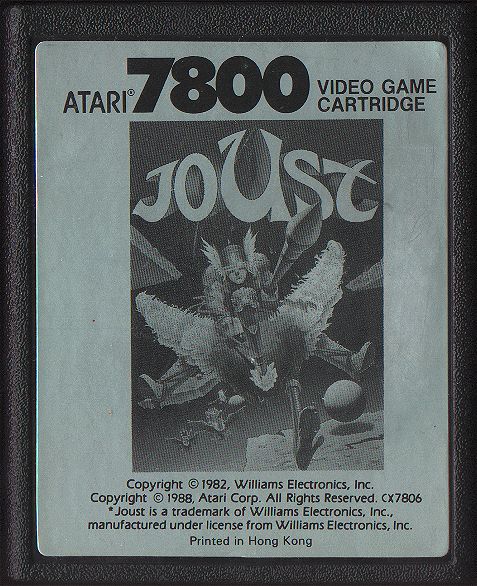 ATARI® 7800 VIDEO GAME
CARTRIDGE
JOUST
Copyright © 1982, Williams Electronics, Inc.
Copyright © 1988, Atari Corp. All Rights Reserved. CX7806
*Joust is a trademark of Williams Electronics, Inc.,
manufactured under license from Williams Electronics, Inc.
Printed in Hong Kong